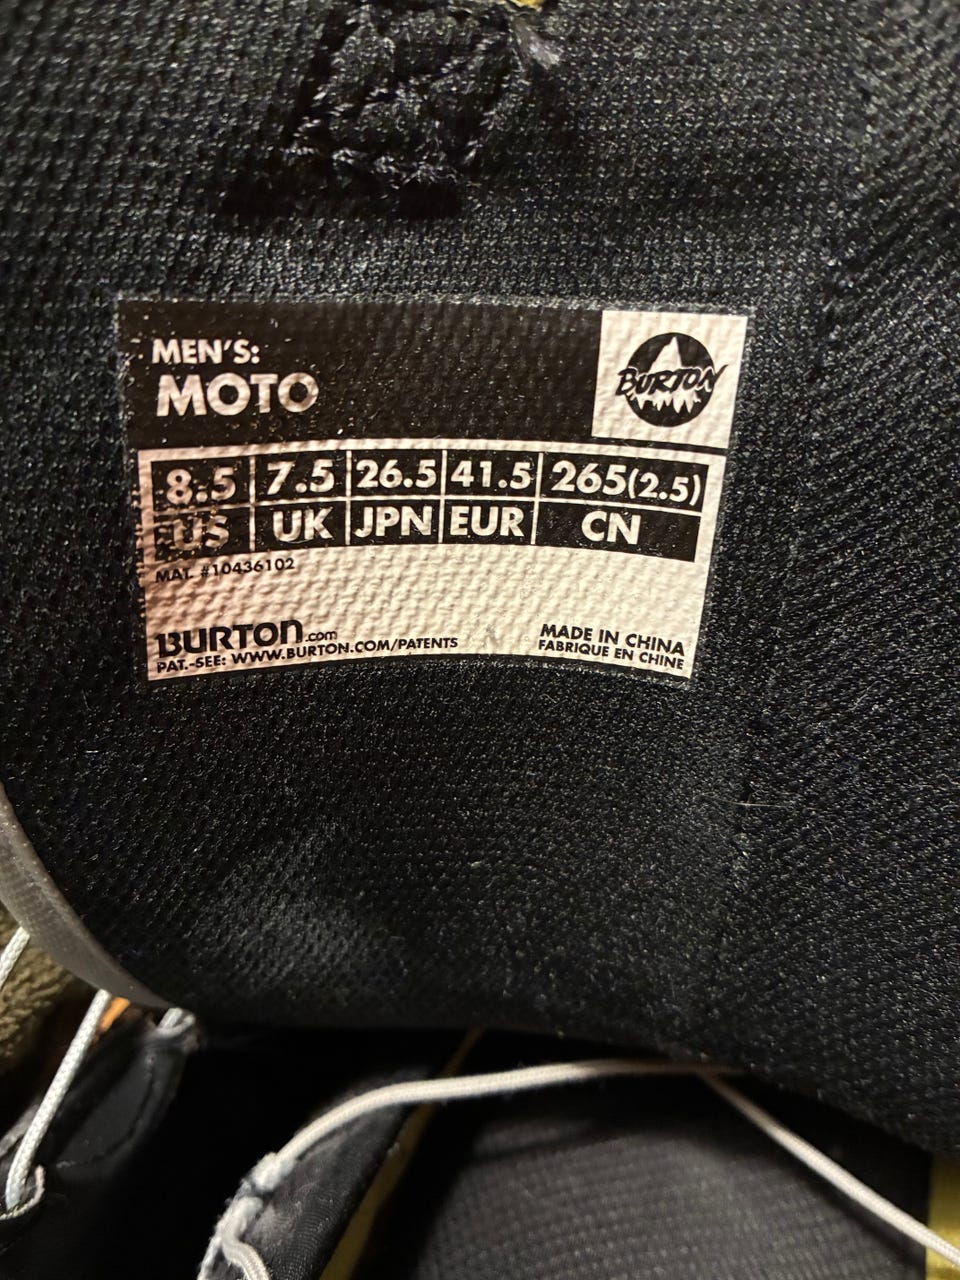 MEN'S:
MOTO
BURTON
8.5 7.5 26.5 41.5 265(2.5)
US UK JPN EUR CN
MAT. #10436102
BURTON.com
PAT.-SEE: WWW.BURTON.COM/PATENTS
MADE IN CHINA
FABRIQUE EN CHINE